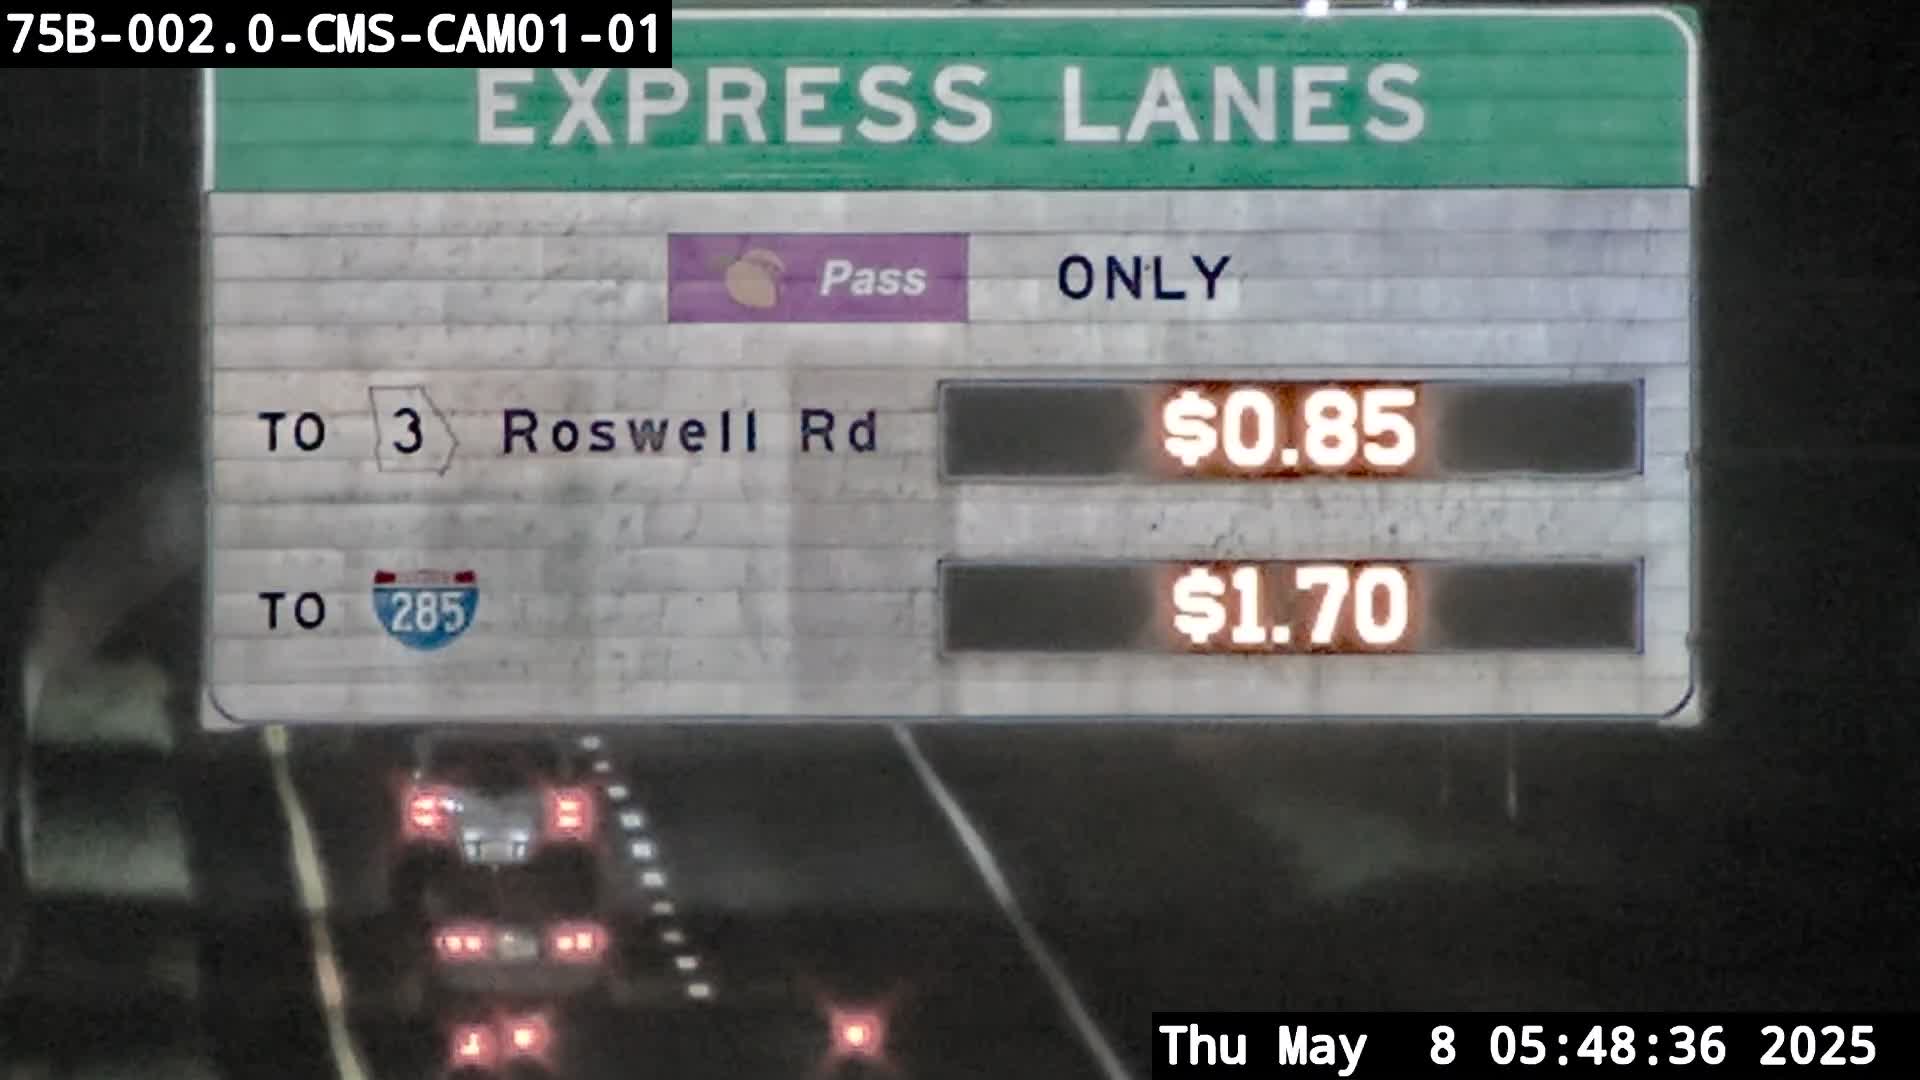 75B-002.0-CMS-CAM01-01
EXPRESS LANES
Pass ONLY
TO 3 Roswell Rd $0.85
TO 285 $1.70
Thu May 8 05:48:36 2025